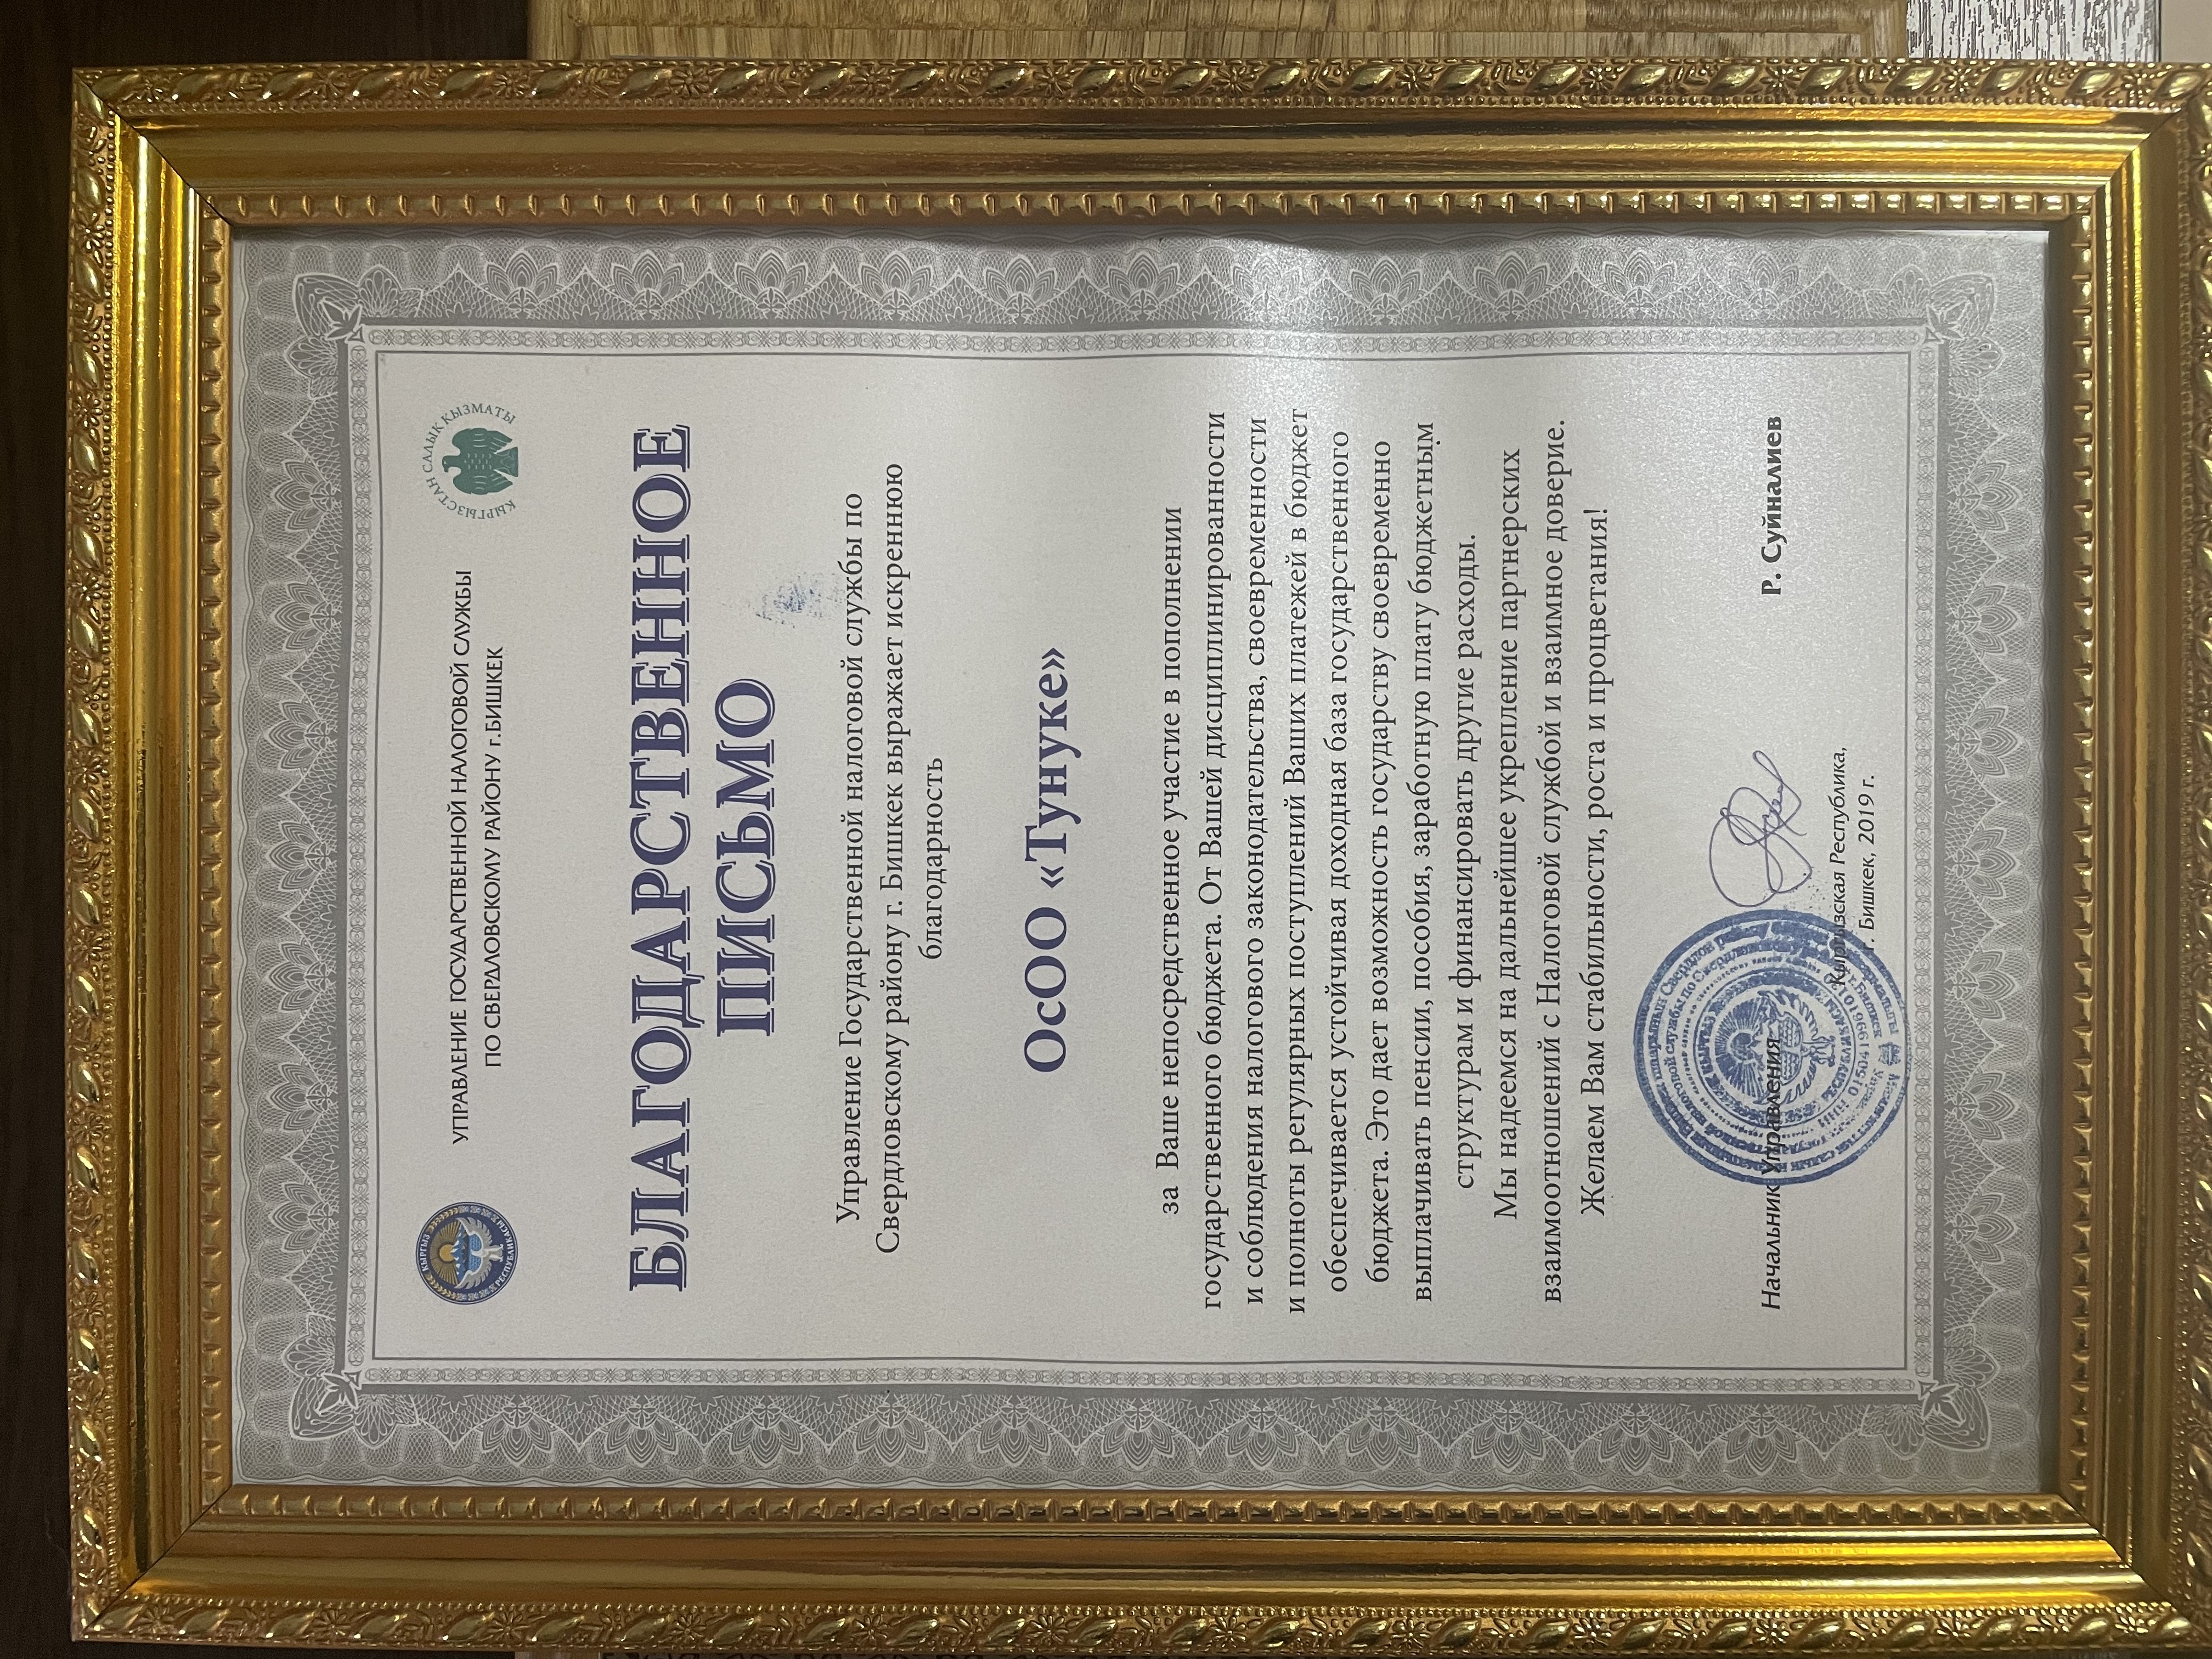 КЫРГЫЗ РЕСПУБЛИКАСЫ
УПРАВЛЕНИЕ ГОСУДАРСТВЕННОЙ НАЛОГОВОЙ СЛУЖБЫ
ПО СВЕРДЛОВСКОМУ РАЙОНУ г.БИШКЕК
КЫРГЫЗСТАН САЛЫК КЫЗМАТЫ
БЛАГОДАРСТВЕННОЕ
ПИСЬМО
Управление Государственной налоговой службы по
Свердловскому району г. Бишкек выражает искреннюю
благодарность
ОсОО «Тунуке»
за Ваше непосредственное участие в пополнении
государственного бюджета. От Вашей дисциплинированности
и соблюдения налогового законодательства, своевременности
и полноты регулярных поступлений Ваших платежей в бюджет
обеспечивается устойчивая доходная база государственного
бюджета. Это дает возможность государству своевременно
выплачивать пенсии, пособия, заработную плату бюджетным
структурам и финансировать другие расходы.
Мы надеемся на дальнейшее укрепление партнерских
взаимоотношений с Налоговой службой и взаимное доверие.
Желаем Вам стабильности, роста и процветания!
Начальник Управления
Р. Суйналиев
Кыргызская Республика,
г. Бишкек, 2019 г.